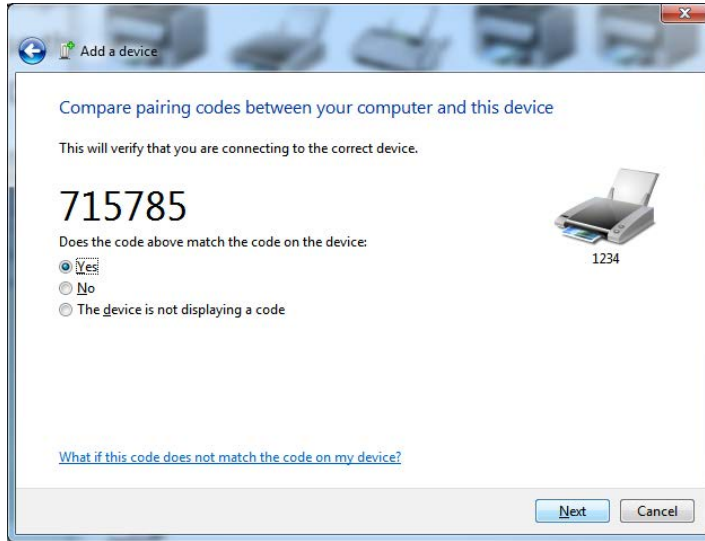 Add a device
Compare pairing codes between your computer and this device
This will verify that you are connecting to the correct device.
715785
Does the code above match the code on the device:
Yes
No
The device is not displaying a code
1234
What if this code does not match the code on my device?
Next Cancel